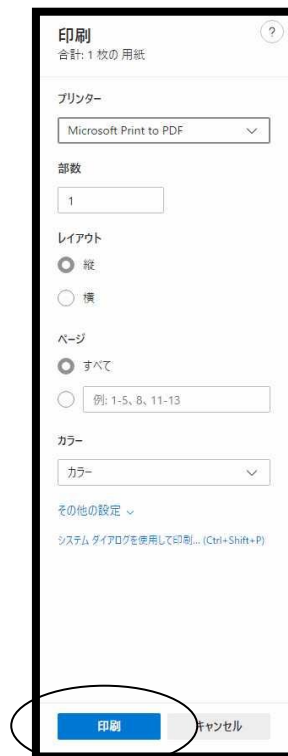 印刷
?
合計: 1 枚の 用紙
プリンター
Microsoft Print to PDF
部数
1
レイアウト
縦
横
ページ
すべて
例: 1-5、8、11-13
カラー
カラー
その他の設定
システム ダイアログを使用して印刷... (Ctrl+Shift+P)
印刷 キャンセル